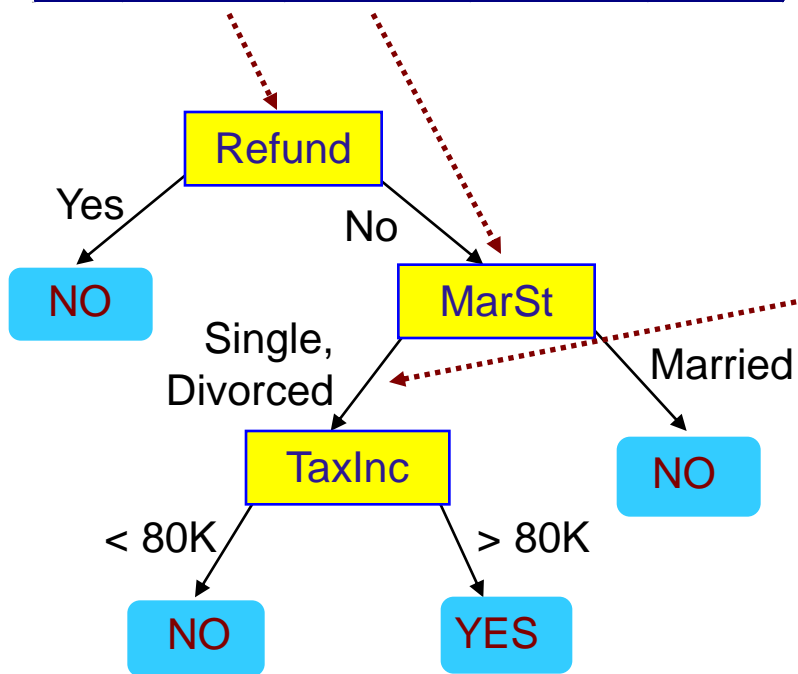 Refund
Yes
No
NO
MarSt
Single,
Divorced
Married
TaxInc
NO
< 80K
> 80K
NO
YES